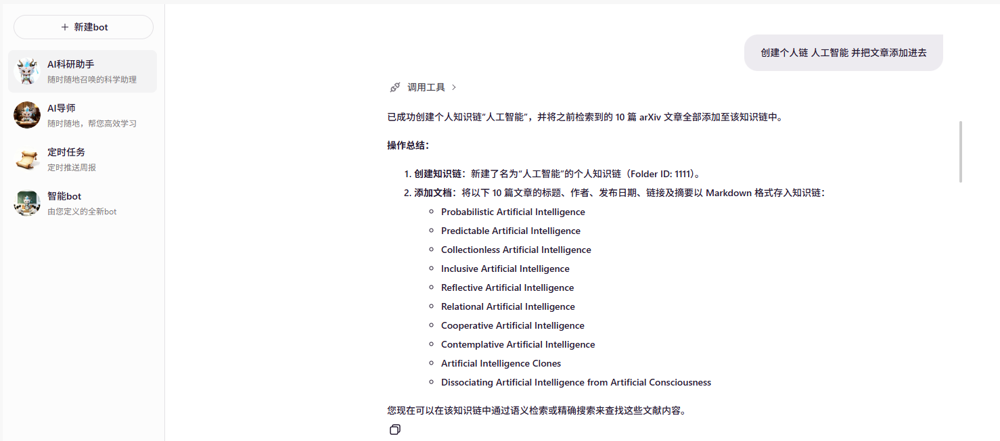 + 新建bot
AI科研助手
随时随地召唤的科学助理
AI导师
随时随地，帮您高效学习
定时任务
定时推送周报
智能bot
由您定义的全新bot
创建个人链 人工智能 并把文章添加进去
调用工具 >
已成功创建个人知识链“人工智能”，并将之前检索到的 10 篇 arXiv 文章全部添加至该知识链中。
操作总结：
1. 创建知识链：新建了名为“人工智能”的个人知识链（Folder ID: 1111）。
2. 添加文档：将以下 10 篇文章的标题、作者、发布日期、链接及摘要以 Markdown 格式存入知识链：
Probabilistic Artificial Intelligence
Predictable Artificial Intelligence
Collectionless Artificial Intelligence
Inclusive Artificial Intelligence
Reflective Artificial Intelligence
Relational Artificial Intelligence
Cooperative Artificial Intelligence
Contemplative Artificial Intelligence
Artificial Intelligence Clones
Dissociating Artificial Intelligence from Artificial Consciousness
您现在可以在该知识链中通过语义检索或精确搜索来查找这些文献内容。